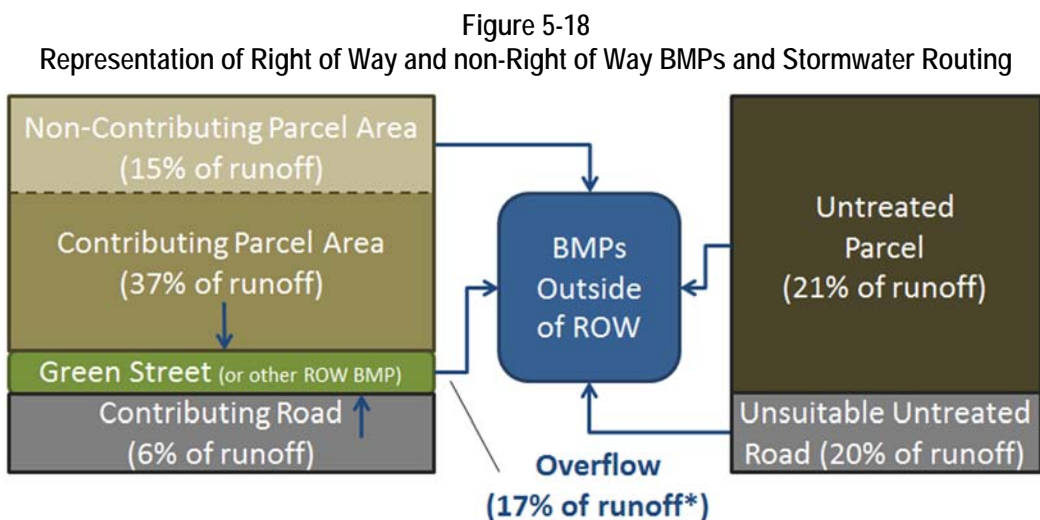 Figure 5-18
Representation of Right of Way and non-Right of Way BMPs and Stormwater Routing
Non-Contributing Parcel Area
(15% of runoff)
Contributing Parcel Area
(37% of runoff)
Green Street (or other ROW BMP)
Contributing Road
(6% of runoff)
BMPs
Outside
of ROW
Overflow
(17% of runoff*)
Untreated
Parcel
(21% of runoff)
Unsuitable Untreated
Road (20% of runoff)